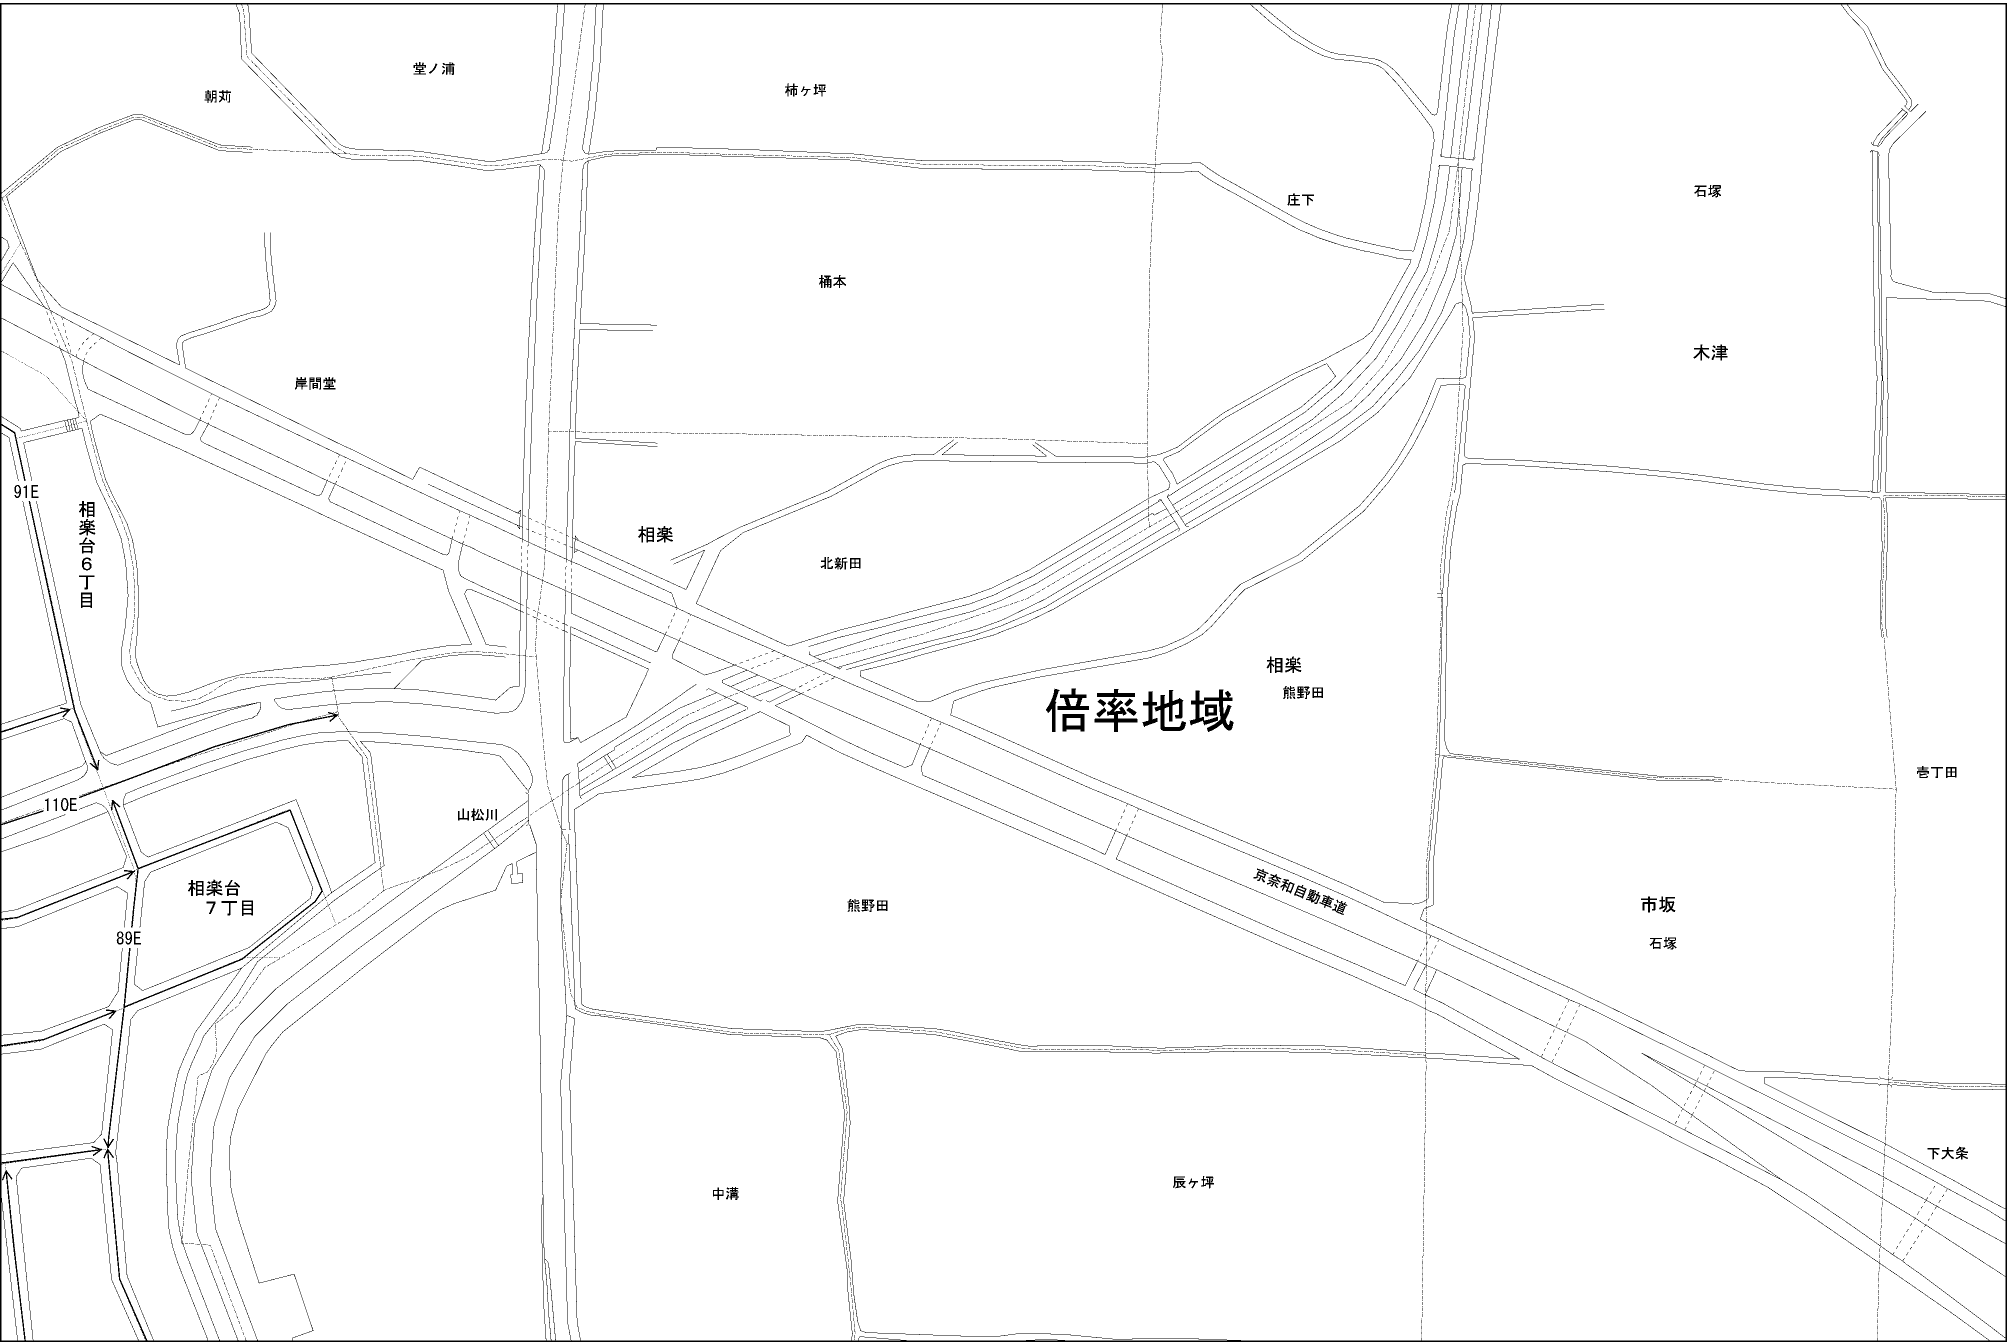 堂ノ浦
柿ヶ坪
朝苅
庄下
石塚
桶本
木津
岸間堂
91E
相楽台6丁目
相楽
北新田
相楽
熊野田
倍率地域
壱丁田
110E
山松川
相楽台
7丁目
89E
熊野田
京奈和自動車道
市坂
石塚
下大条
中溝
辰ヶ坪